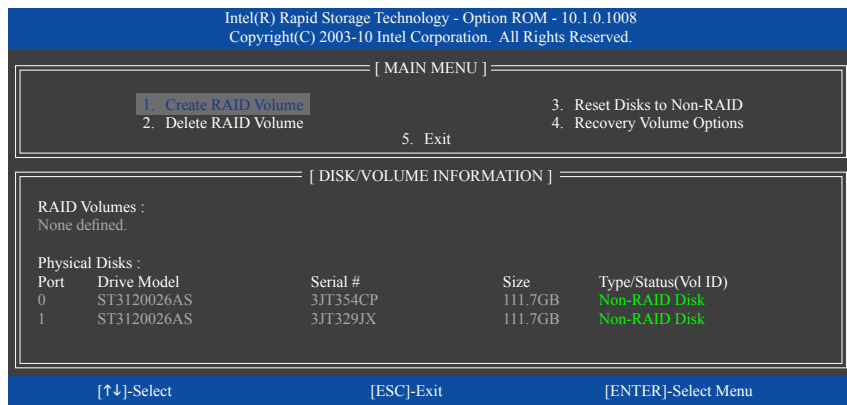 Intel(R) Rapid Storage Technology - Option ROM - 10.1.0.1008
Copyright(C) 2003-10 Intel Corporation. All Rights Reserved.
[ MAIN MENU ]
1. Create RAID Volume 3. Reset Disks to Non-RAID
2. Delete RAID Volume 4. Recovery Volume Options
5. Exit
[ DISK/VOLUME INFORMATION ]
RAID Volumes :
None defined.
Physical Disks :
Port Drive Model Serial # Size Type/Status(Vol ID)
0 ST3120026AS 3JT354CP 111.7GB Non-RAID Disk
1 ST3120026AS 3JT329JX 111.7GB Non-RAID Disk
[↑↓]-Select [ESC]-Exit [ENTER]-Select Menu